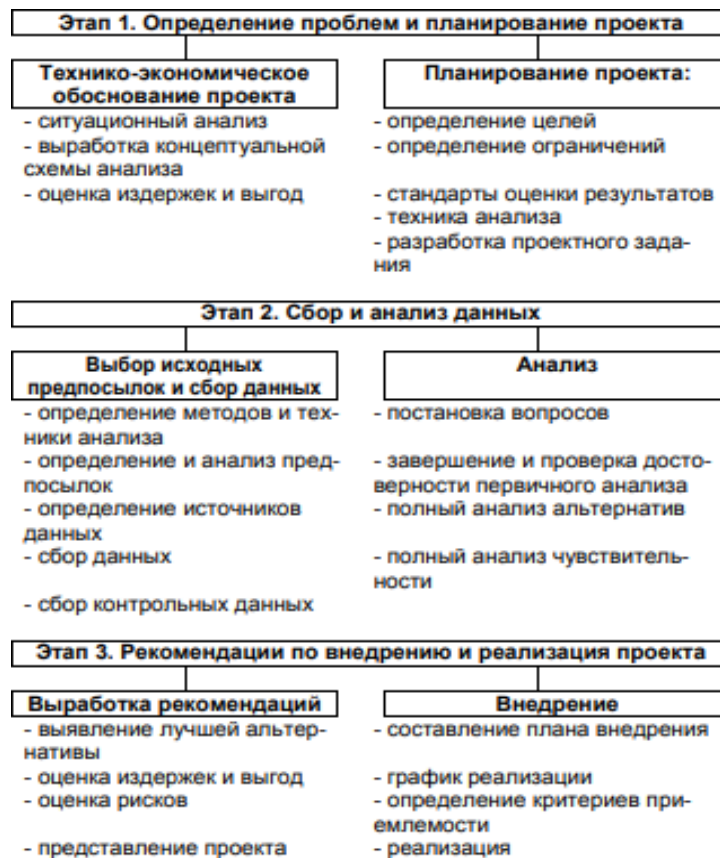 Этап 1. Определение проблем и планирование проекта
Технико-экономическое
обоснование проекта
- ситуационный анализ
- выработка концептуальной
схемы анализа
- оценка издержек и выгод
Планирование проекта:
- определение целей
- определение ограничений
- стандарты оценки результатов
- техника анализа
- разработка проектного зада-
ния
Этап 2. Сбор и анализ данных
Выбор исходных
предпосылок и сбор данных
- определение методов и тех-
ники анализа
- определение и анализ пред-
посылок
- определение источников
данных
- сбор данных
- сбор контрольных данных
Анализ
- постановка вопросов
- завершение и проверка досто-
верности первичного анализа
- полный анализ альтернатив
- полный анализ чувствитель-
ности
Этап 3. Рекомендации по внедрению и реализация проекта
Выработка рекомендаций
- выявление лучшей альтер-
нативы
- оценка издержек и выгод
- оценка рисков
- представление проекта
Внедрение
- составление плана внедрения
- график реализации
- определение критериев при-
емлемости
- реализация